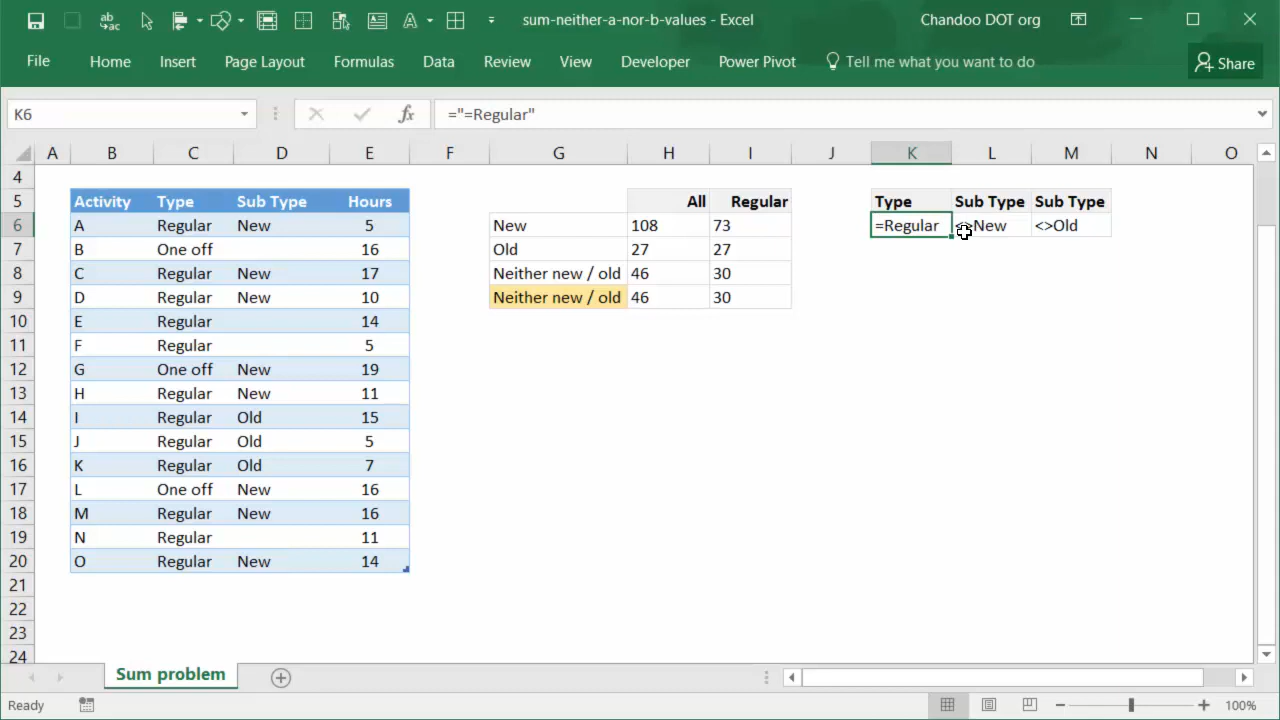 sum-neither-a-nor-b-values - Excel Chandoo DOT org
File Home Insert Page Layout Formulas Data Review View Developer Power Pivot Tell me what you want to do Share
K6 fx ="=Regular"
A B C D E F G H I J K L M N O
4
5 Activity Type Sub Type Hours All Regular Type Sub Type Sub Type
6 A Regular New 5 New 108 73 =Regular <>New <>Old
7 B One off 16 Old 27 27
8 C Regular New 17 Neither new / old 46 30
9 D Regular New 10 Neither new / old 46 30
10 E Regular 14
11 F Regular 5
12 G One off New 19
13 H Regular New 11
14 I Regular Old 15
15 J Regular Old 5
16 K Regular Old 7
17 L One off New 16
18 M Regular New 16
19 N Regular 11
20 O Regular New 14
21
22
23
24
Sum problem
Ready 100%